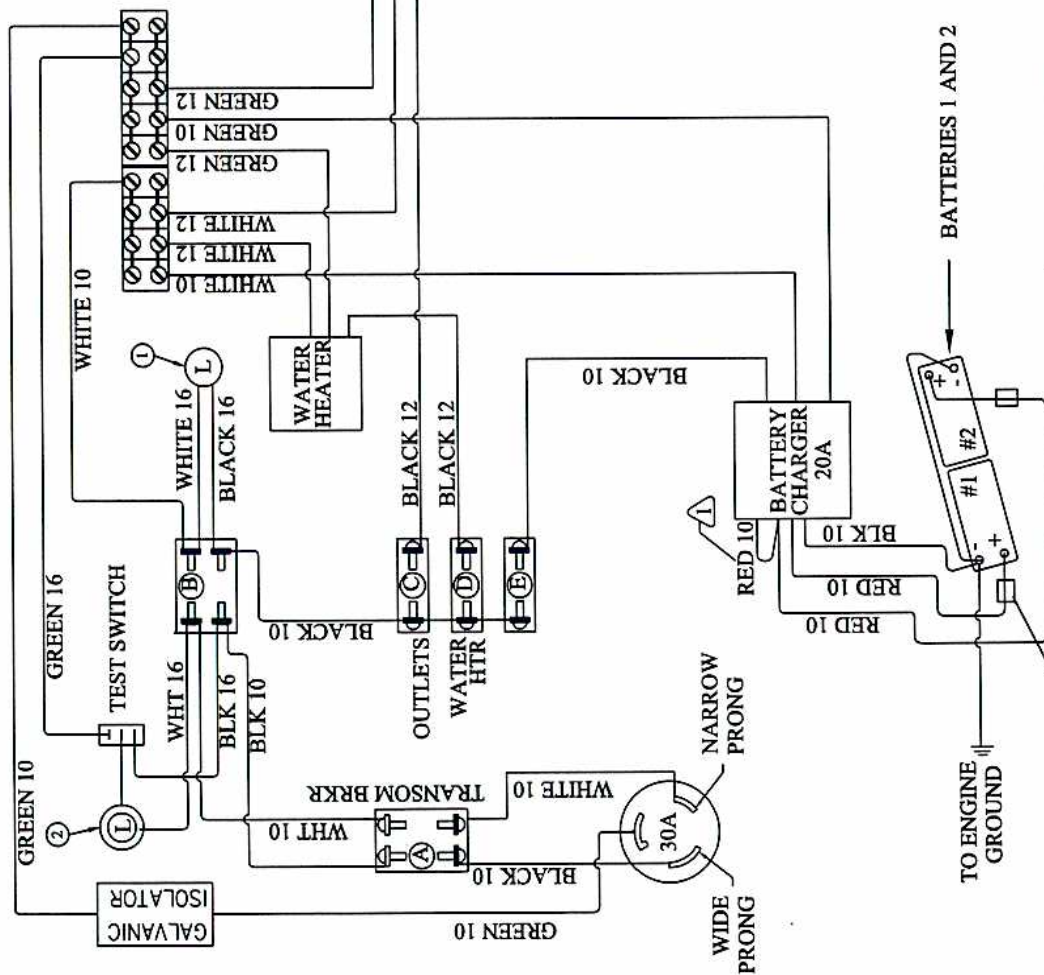 GREEN 12
GREEN 10
GREEN 12
WHITE 12
WHITE 12
WHITE 10
WHITE 10
GREEN 16
GREEN 10
TEST SWITCH
1
L
WHITE 16
BLACK 16
WATER
HEATER
BLACK 10
BATTERIES 1 AND 2
B
WHT 16
BLK 16
BLK 10
BLACK 10
2
L
BLACK 12
BLACK 12
C
D
E
OUTLETS
WATER
HTR
BATTERY
CHARGER
20A
1
RED 10
BLK 10
RED 10
RED 10
#1
#2
+
-
-
+
GALVANIC
ISOLATOR
TRANSOM BRKR
WHT 10
A
WHITE 10
BLACK 10
GREEN 10
30A
NARROW
PRONG
WIDE
PRONG
TO ENGINE
GROUND